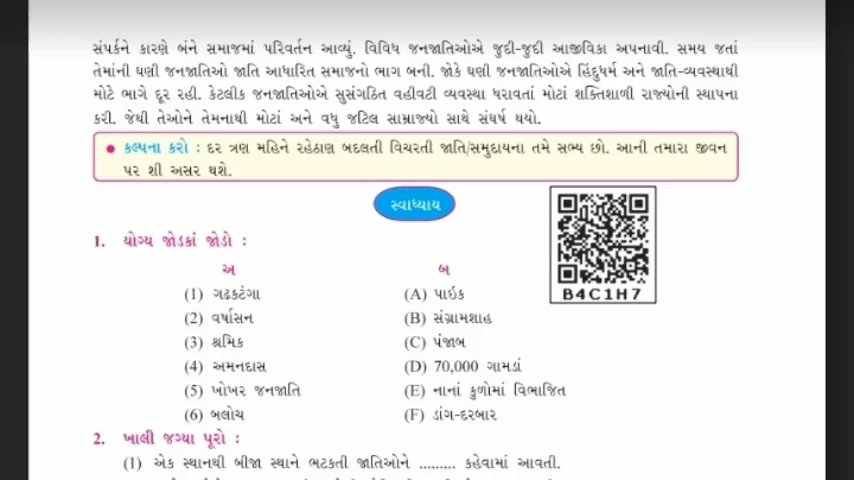 સંપર્કને કારણે બંને સમાજમાં પરિવર્તન આવ્યું. વિવિધ જનજાતિઓએ જુદી-જુદી આજીવિકા અપનાવી. સમય જતાં
તેમાંની ઘણી જનજાતિઓ જાતિ આધારિત સમાજનો ભાગ બની. જોકે ઘણી જનજાતિઓએ હિંદુધર્મ અને જાતિ-વ્યવસ્થાથી
મોટે ભાગે દૂર રહી. કેટલીક જનજાતિઓએ સુસંગઠિત વહીવટી વ્યવસ્થા ધરાવતાં મોટાં શક્તિશાળી રાજ્યોની સ્થાપના
કરી. જેથી તેઓને તેમનાથી મોટાં અને વધુ જટિલ સામ્રાજ્યો સાથે સંઘર્ષ થયો.
● કલ્પના કરો : દર ત્રણ મહિને રહેઠાણ બદલતી વિચરતી જાતિ/સમુદાયના તમે સભ્ય છો. આની તમારા જીવન
પર શી અસર થશે.
સ્વાધ્યાય
1. યોગ્ય જોડકાં જોડો :
અ બ
(1) ગઢકટંગા (A) પાઇક
(2) વર્ષાસન (B) સંગ્રામશાહ
(3) શ્રમિક (C) પંજાબ
(4) અમનદાસ (D) 70,000 ગામડાં
(5) ખોખર જનજાતિ (E) નાનાં કુળોમાં વિભાજિત
(6) બલોચ (F) ડાંગ-દરબાર
B4C1H7
2. ખાલી જગ્યા પૂરો :
(1) એક સ્થાનથી બીજા સ્થાને ભટકતી જાતિઓને ......... કહેવામાં આવતી.